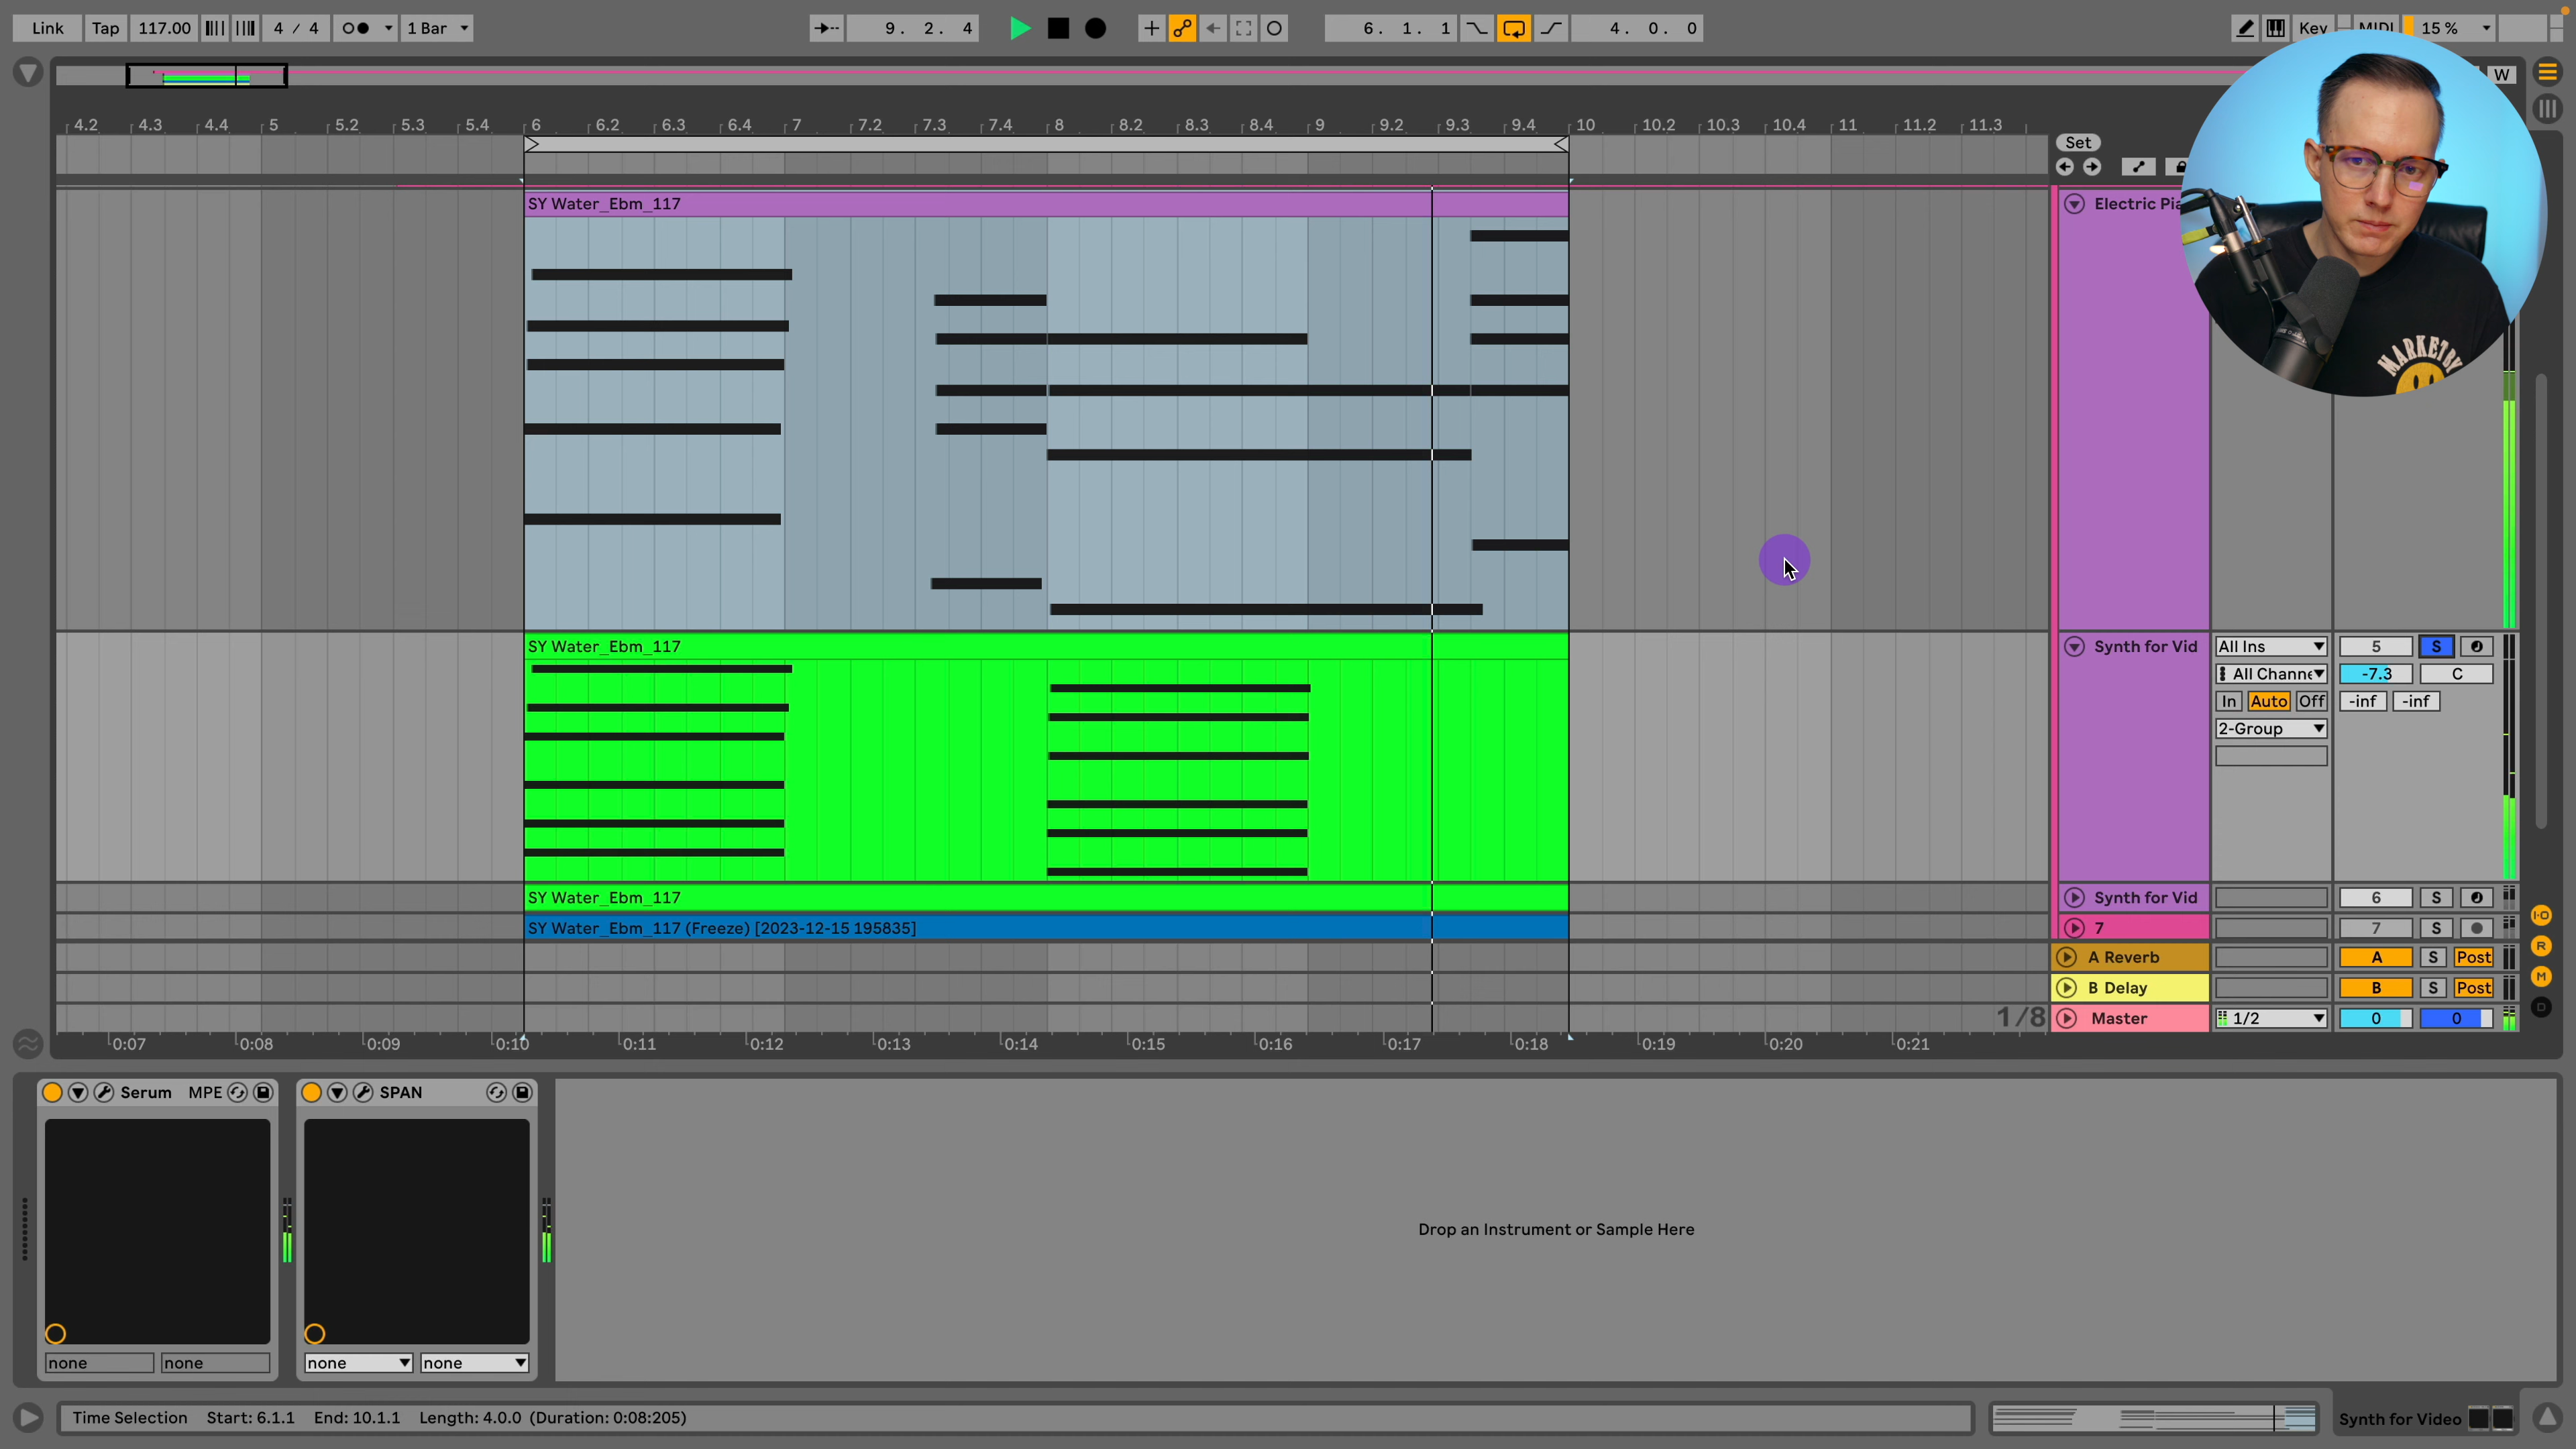 Link Tap 117.00 4 / 4 1 Bar 9. 2. 4 6. 1. 1 4. 0. 0 Key MIDI 15 %
W
4.2 4.3 4.4 5 5.2 5.3 5.4 6 6.2 6.3 6.4 7 7.2 7.3 7.4 8 8.2 8.3 8.4 9 9.2 9.3 9.4 10 10.2 10.3 10.4 11 11.2 11.3
Set
SY Water_Ebm_117
Electric Pia
MARKETBY
SY Water_Ebm_117
Synth for Vid All Ins 5 S
All Channe -7.3 C
In Auto Off -inf -inf
2-Group
SY Water_Ebm_117
Synth for Vid 6 S
SY Water_Ebm_117 (Freeze) [2023-12-15 195835]
7 7 S
A Reverb A S Post
B Delay B S Post
1/8 Master 1/2 0 0
I-O
R
M
D
0:07 0:08 0:09 0:10 0:11 0:12 0:13 0:14 0:15 0:16 0:17 0:18 0:19 0:20 0:21
Serum MPE SPAN
Drop an Instrument or Sample Here
none none none none
Time Selection Start: 6.1.1 End: 10.1.1 Length: 4.0.0 (Duration: 0:08:205)
Synth for Video